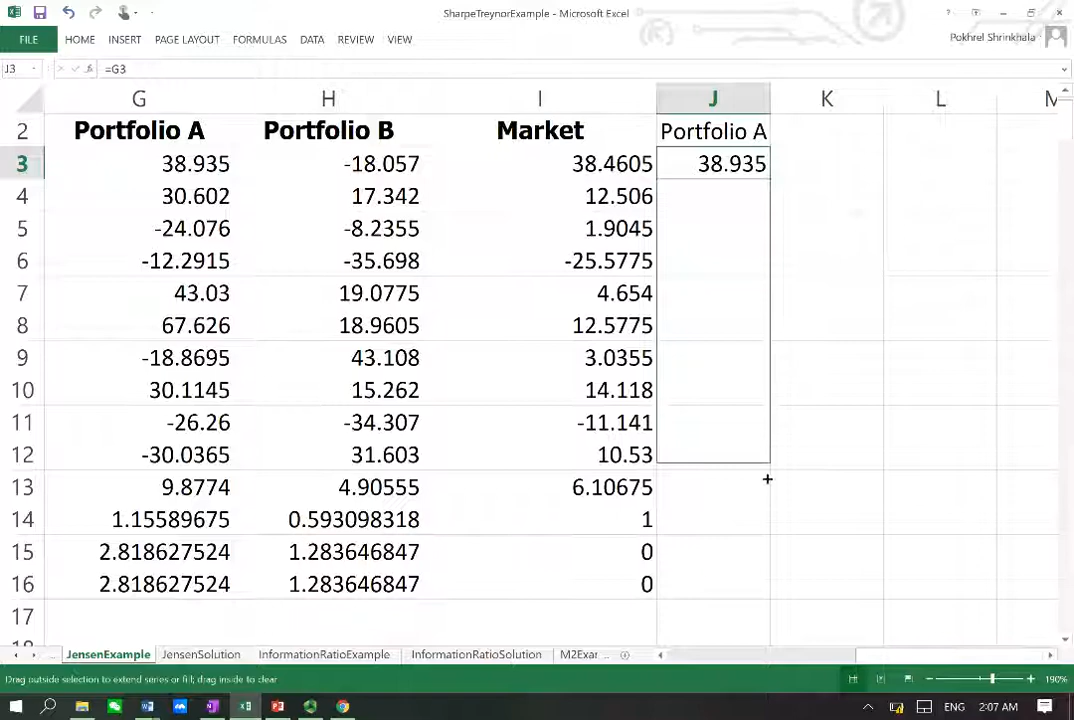 SharpeTreynorExample - Microsoft Excel
FILE HOME INSERT PAGE LAYOUT FORMULAS DATA REVIEW VIEW Pokhrel Shrinkhala
J3 fx =G3
G H I J K L M
2 Portfolio A Portfolio B Market Portfolio A
3 38.935 -18.057 38.4605 38.935
4 30.602 17.342 12.506
5 -24.076 -8.2355 1.9045
6 -12.2915 -35.698 -25.5775
7 43.03 19.0775 4.654
8 67.626 18.9605 12.5775
9 -18.8695 43.108 3.0355
10 30.1145 15.262 14.118
11 -26.26 -34.307 -11.141
12 -30.0365 31.603 10.53
13 9.8774 4.90555 6.10675
14 1.15589675 0.593098318 1
15 2.818627524 1.283646847 0
16 2.818627524 1.283646847 0
17
... JensenExample JensenSolution InformationRatioExample InformationRatioSolution M2Exar
Drag outside selection to extend series or fill; drag inside to clear 190%
ENG 2:07 AM